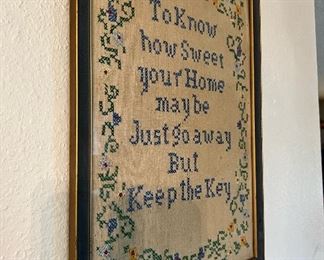 To Know
how Sweet
your Home
may be
Just go away
But
Keep the Key